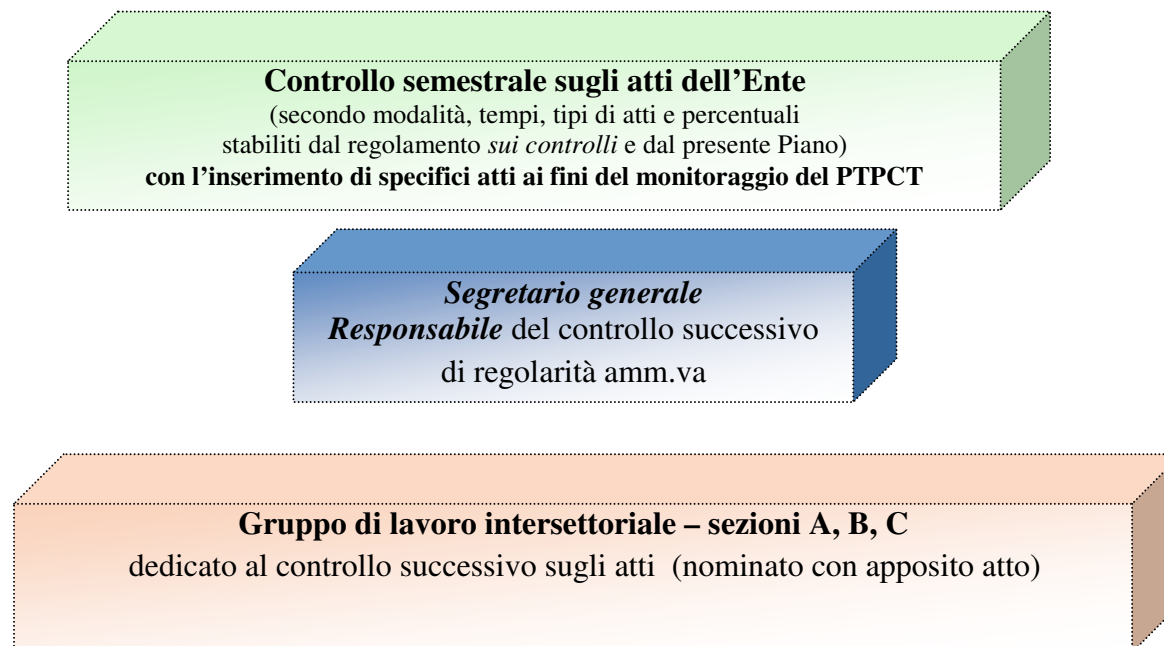 Controllo semestrale sugli atti dell’Ente
(secondo modalità, tempi, tipi di atti e percentuali
stabiliti dal regolamento sui controlli e dal presente Piano)
con l’inserimento di specifici atti ai fini del monitoraggio del PTPCT
Segretario generale
Responsabile del controllo successivo
di regolarità amm.va
Gruppo di lavoro intersettoriale – sezioni A, B, C
dedicato al controllo successivo sugli atti (nominato con apposito atto)